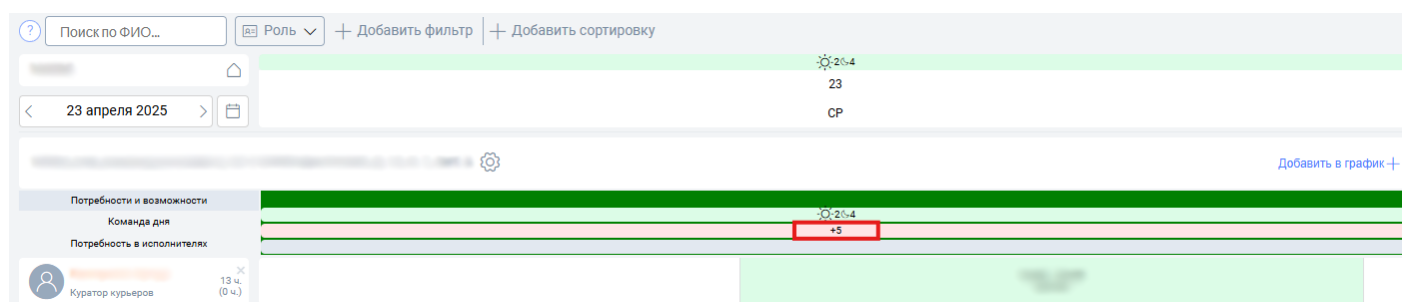 ? Поиск по ФИО... Роль + Добавить фильтр + Добавить сортировку
-2 4
23
23 апреля 2025
СР
Добавить в график +
Потребности и возможности
Команда дня
-2 4
+5
Потребность в исполнителях
13 ч.
Куратор курьеров
(0 ч.)